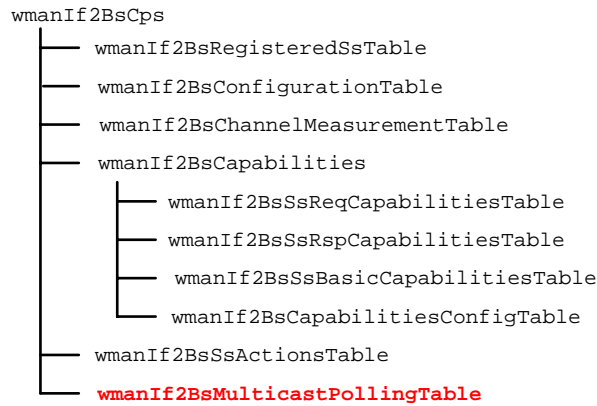 wmanIf2BsCps
wmanIf2BsRegisteredSsTable
wmanIf2BsConfigurationTable
wmanIf2BsChannelMeasurementTable
wmanIf2BsCapabilities
wmanIf2BsSsReqCapabilitiesTable
wmanIf2BsSsRspCapabilitiesTable
wmanIf2BsSsBasicCapabilitiesTable
wmanIf2BsCapabilitiesConfigTable
wmanIf2BsSsActionsTable
wmanIf2BsMulticastPollingTable